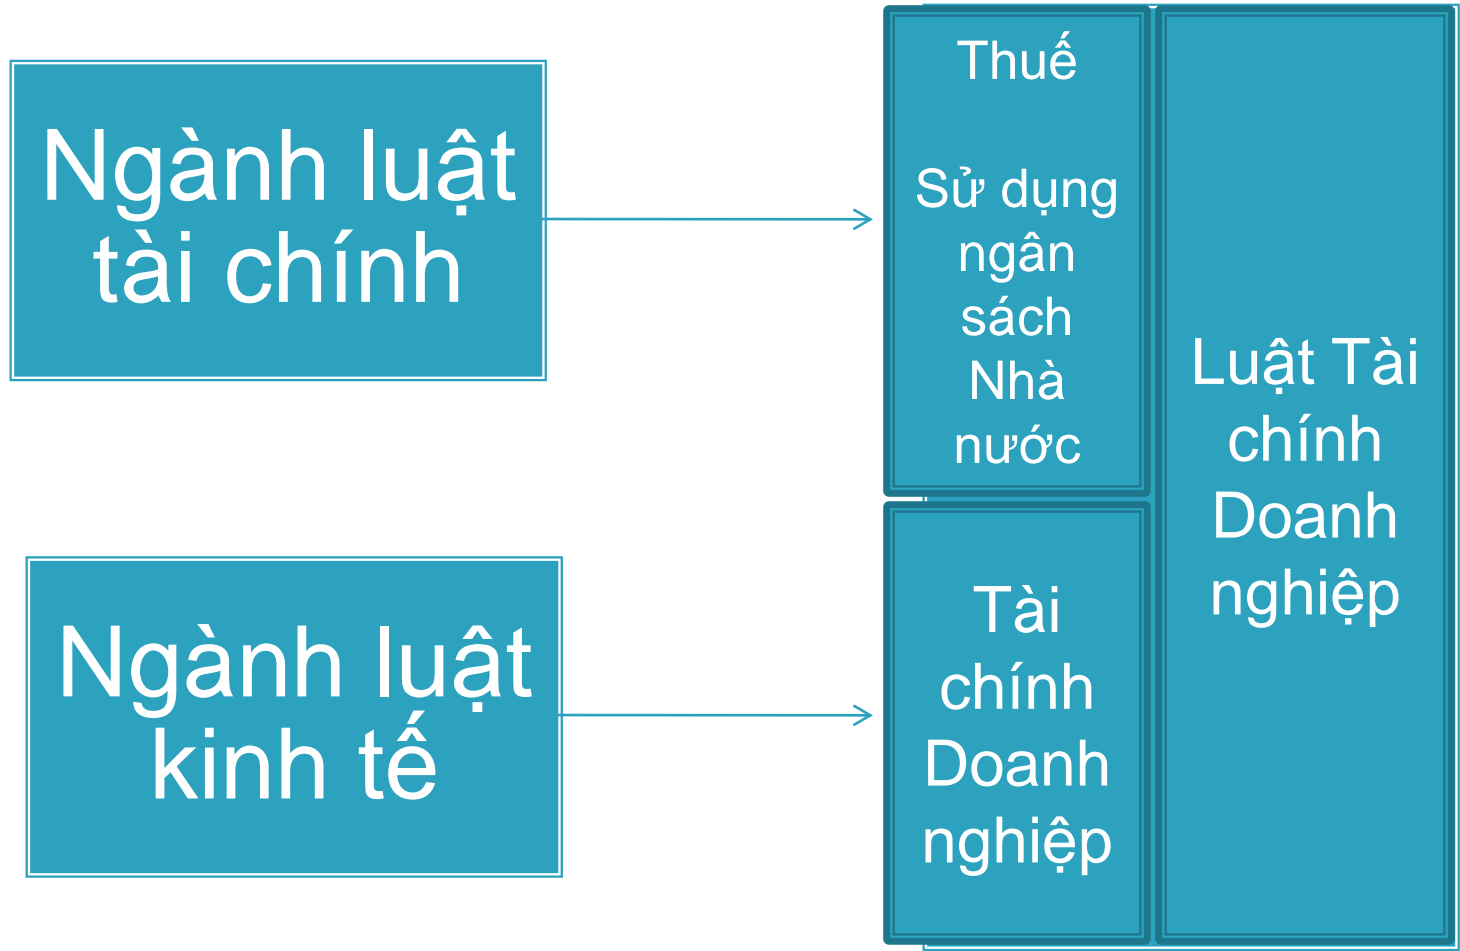 Ngành luật
tài chính
Thuế
Sử dụng
ngân
sách
Nhà
nước
Luật Tài
chính
Doanh
nghiệp
Ngành luật
kinh tế
Tài
chính
Doanh
nghiệp